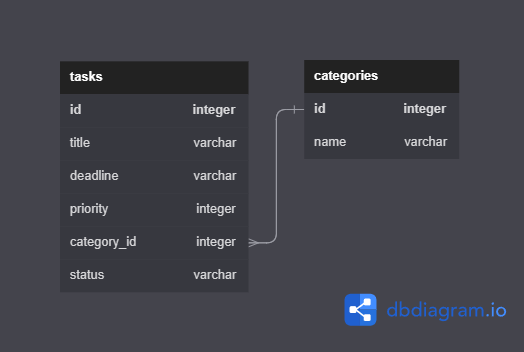 tasks
id integer
title varchar
deadline varchar
priority integer
category_id integer
status varchar
categories
id integer
name varchar
dbdiagram.io